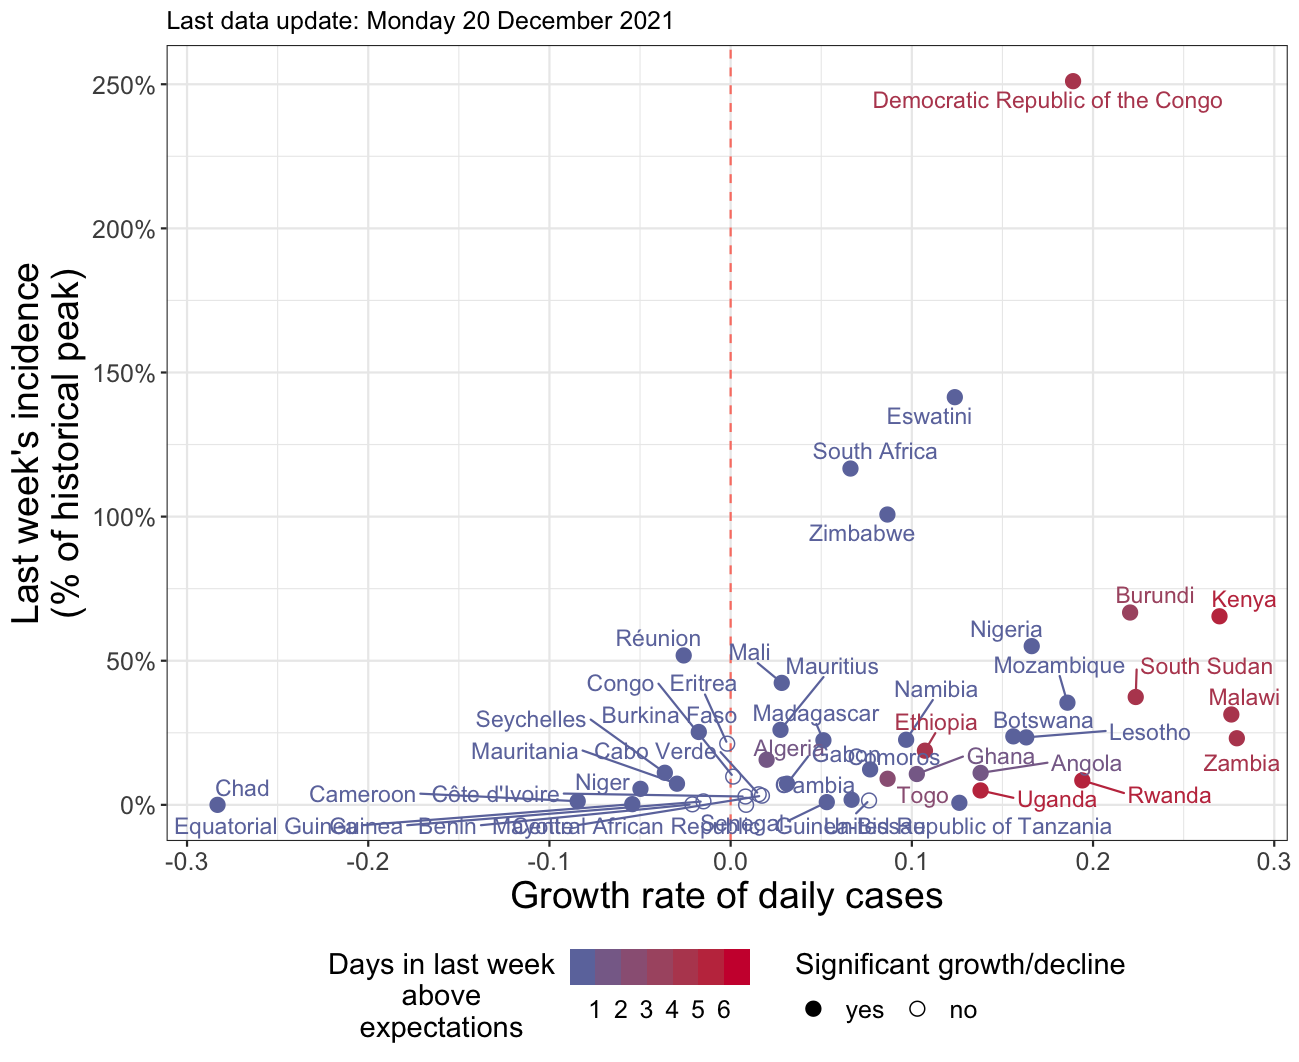 Last data update: Monday 20 December 2021
Last week's incidence
(% of historical peak)
250%
200%
150%
100%
50%
0%
Democratic Republic of the Congo
Eswatini
South Africa
Zimbabwe
Burundi
Kenya
Nigeria
Réunion
Mali
Mauritius
Mozambique
South Sudan
Congo
Eritrea
Namibia
Malawi
Seychelles
Burkina Faso
Madagascar
Ethiopia
Botswana
Lesotho
Mauritania
Cabo Verde
Algeria
Gabon
Comoros
Ghana
Angola
Zambia
Chad
Cameroon
Côte d'Ivoire
Niger
Gambia
Togo
Uganda
Rwanda
Equatorial Guinea
Guinea
Benin
Mayotte
Central African Republic
Senegal
Guinea-Bissau
United Republic of Tanzania
-0.3
-0.2
-0.1
0.0
0.1
0.2
0.3
Growth rate of daily cases
Days in last week
above
expectations
1 2 3 4 5 6
Significant growth/decline
yes
no